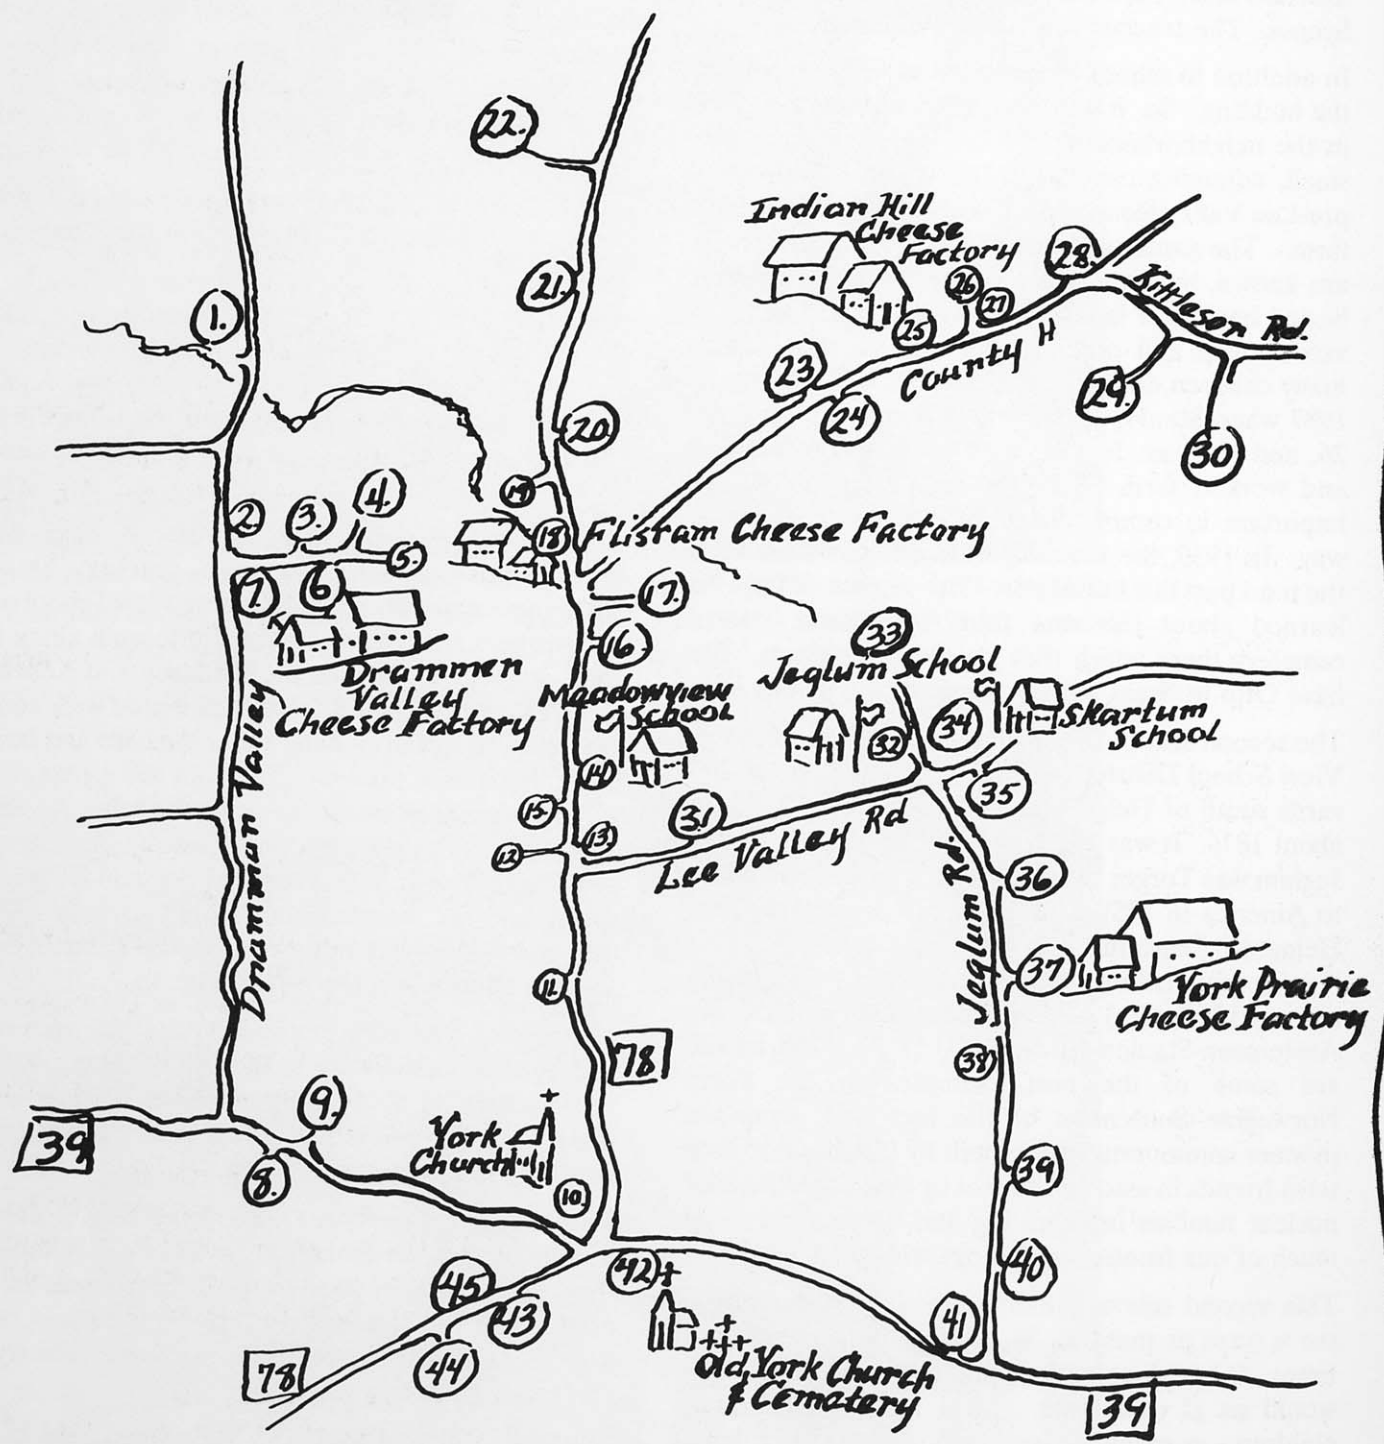 22.
Indian Hill
Cheese
Factory
28.
26
27
21.
Kittleson Rd.
1.
25
County H
23
24
29.
20.
30
4.
19
2.
3.
18
Flisram Cheese Factory
5.
7.
6.
17.
16
33
Drammen
Valley
Cheese Factory
Meadowview
School
Jeglum School
34
Skartum
School
32
14
35
15.
31
13.
12.
Lee Valley Rd
36
Jeglum Rd.
Drammen Valley
37
York Prairie
Cheese Factory
11.
78
38
9.
39
York
Church
39
8.
10.
42
40
45
43
41
44
78
Old York Church
& Cematery
39